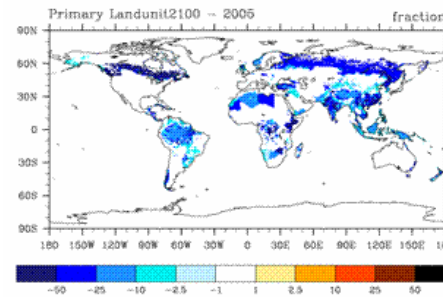 Primary Landunit2100 - 2005 fraction
90N
60N
30N
0
30S
60S
90S
180 150W 120W 90W 60W 30W 0 30E 60E 90E 120E 150E 180
-50 -25 -10 -2.5 -1 1 2.5 10 25 50